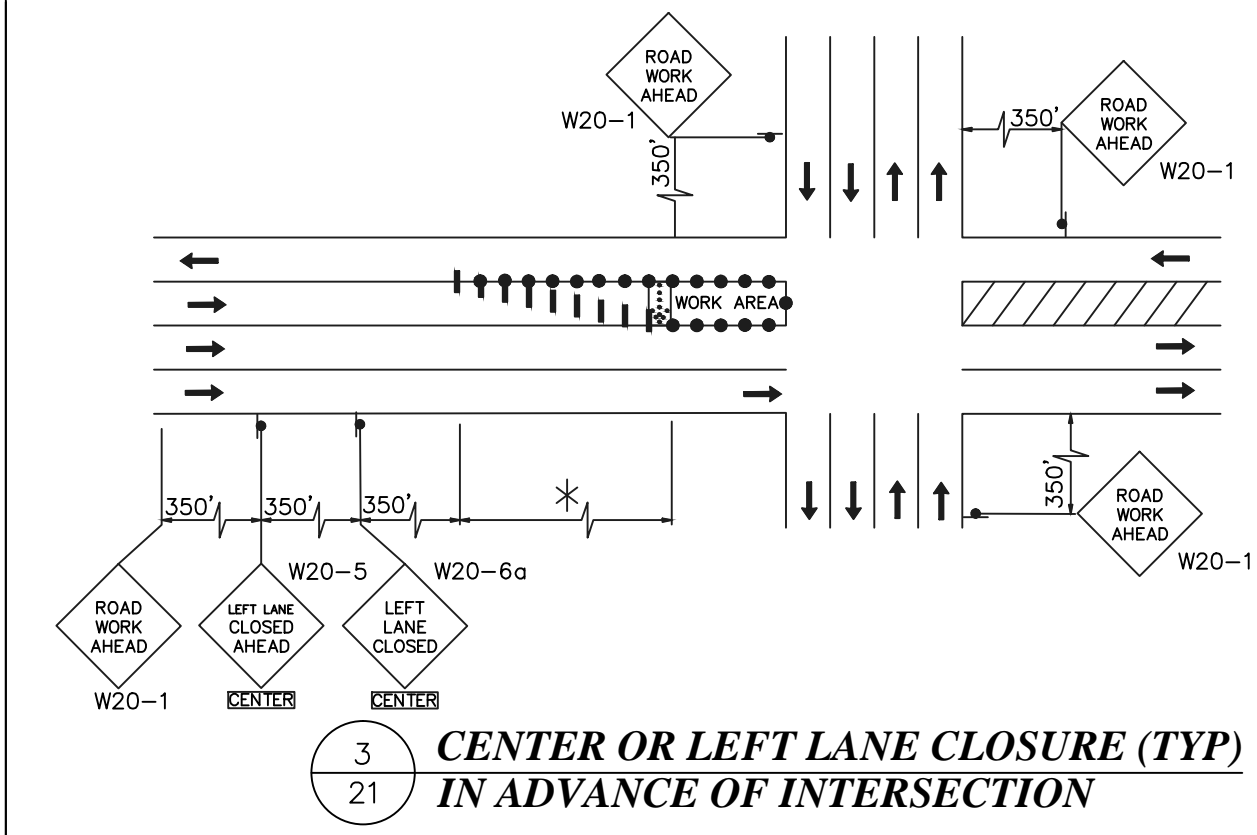 ROAD
WORK
AHEAD
W20-1
350'
350'
ROAD
WORK
AHEAD
W20-1
WORK AREA
350'
350'
350'
350'
ROAD
WORK
AHEAD
W20-1
W20-5
W20-6a
ROAD
WORK
AHEAD
W20-1
LEFT LANE
CLOSED
AHEAD
CENTER
LEFT
LANE
CLOSED
CENTER
3
21
CENTER OR LEFT LANE CLOSURE (TYP)
IN ADVANCE OF INTERSECTION